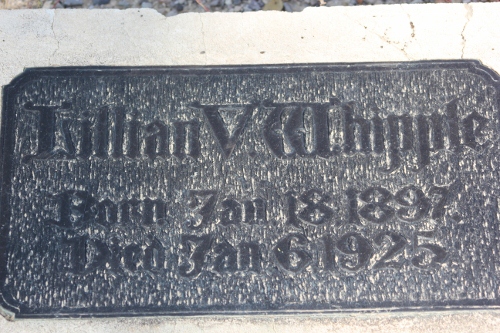 Lillian V. Whipple
Born Jan 18 1897.
Died Jan 6 1925.